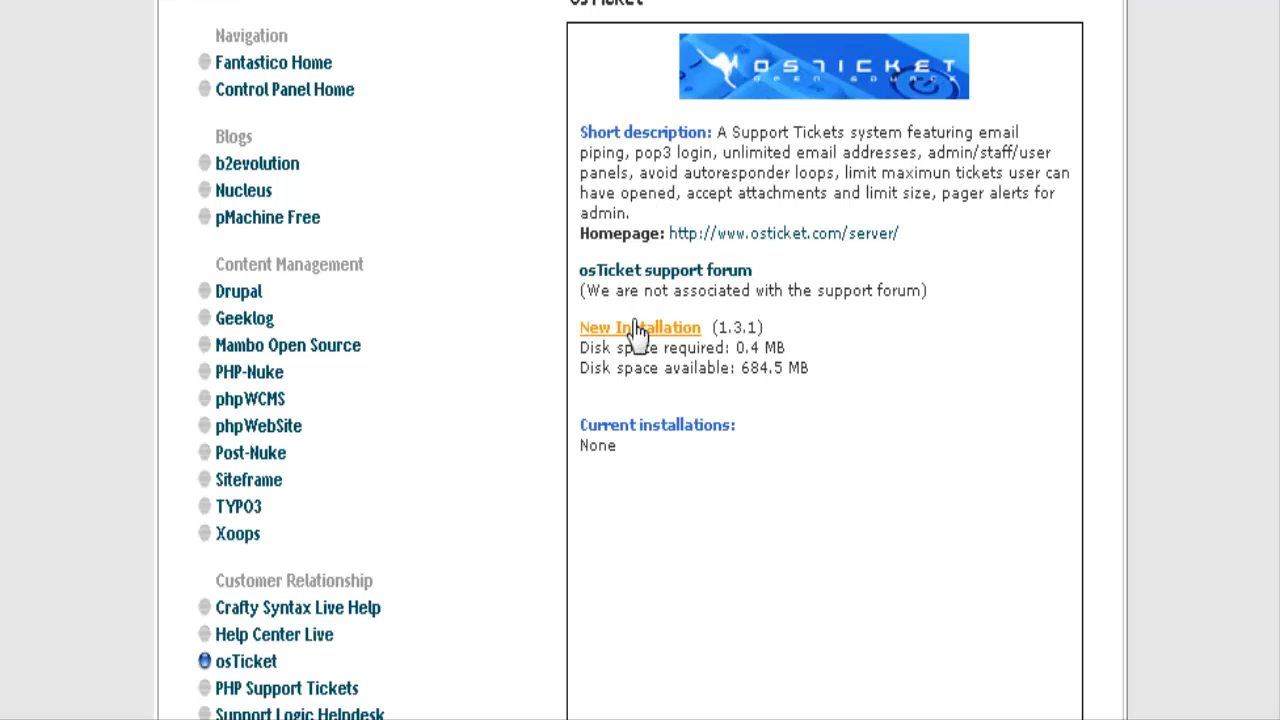 osTicket
Navigation
Fantastico Home
Control Panel Home
Blogs
b2evolution
Nucleus
pMachine Free
Content Management
Drupal
Geeklog
Mambo Open Source
PHP-Nuke
phpWCMS
phpWebSite
Post-Nuke
Siteframe
TYPO3
Xoops
Customer Relationship
Crafty Syntax Live Help
Help Center Live
osTicket
PHP Support Tickets
Support Logic Helpdesk
OSTICKET
OPEN SOURCE
Short description: A Support Tickets system featuring email
piping, pop3 login, unlimited email addresses, admin/staff/user
panels, avoid autoresponder loops, limit maximun tickets user can
have opened, accept attachments and limit size, pager alerts for
admin.
Homepage: http://www.osticket.com/server/
osTicket support forum
(We are not associated with the support forum)
New Installation (1.3.1)
Disk space required: 0.4 MB
Disk space available: 684.5 MB
Current installations:
None